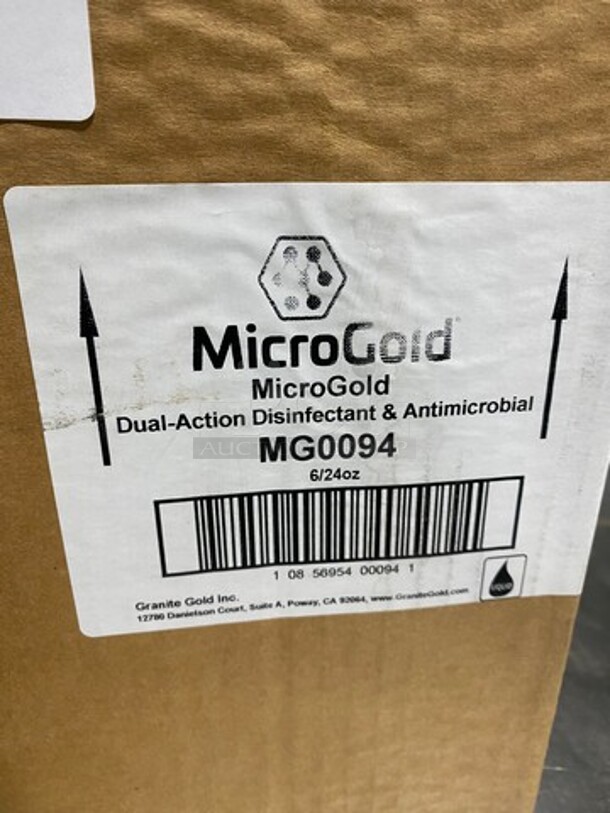 MicroGold
MicroGold
Dual-Action Disinfectant & Antimicrobial
MG0094
6/24oz
1 08 56954 00094 1
Granite Gold Inc.
12780 Danielson Court, Suite A, Poway, CA 92064, www.GraniteGold.com
LIQUID